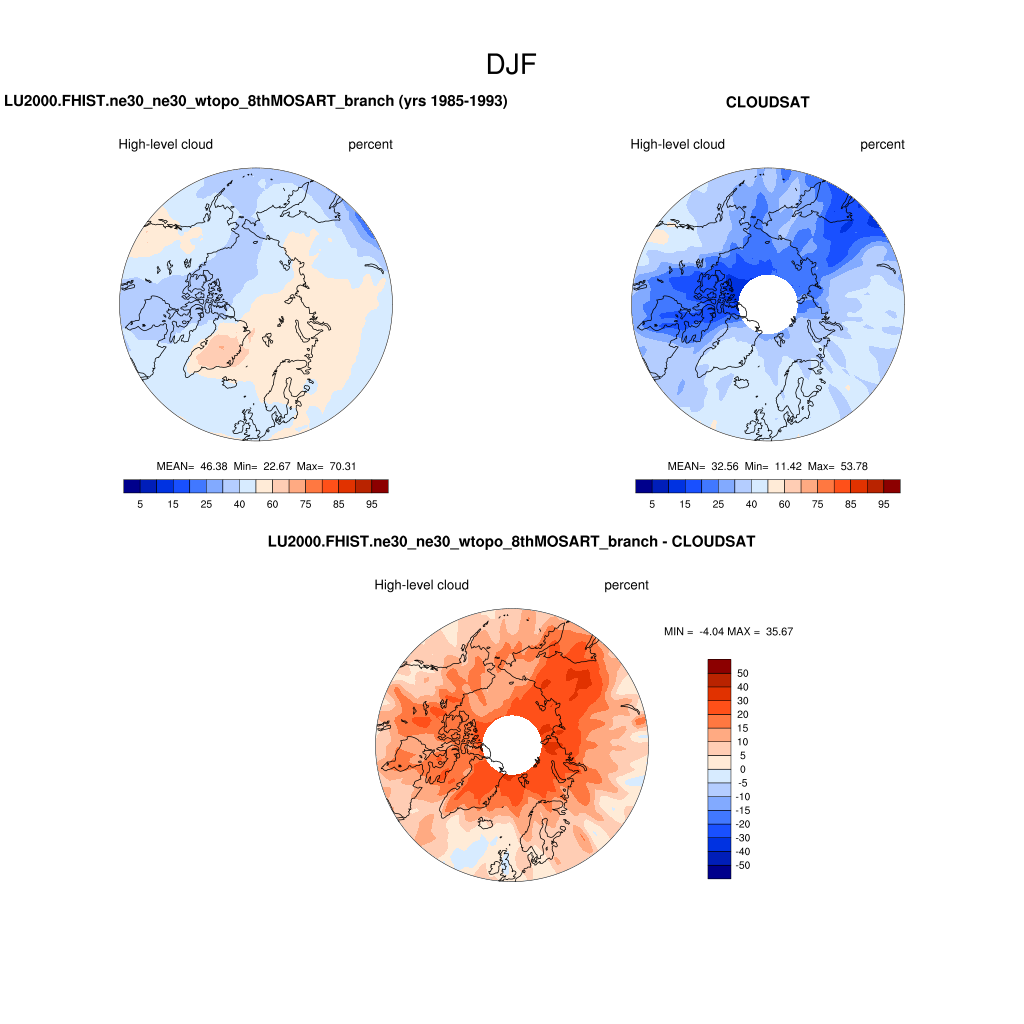 DJF
LU2000.FHIST.ne30_ne30_wtopo_8thMOSART_branch (yrs 1985-1993)
CLOUDSAT
High-level cloud percent
High-level cloud percent
MEAN= 46.38 Min= 22.67 Max= 70.31
MEAN= 32.56 Min= 11.42 Max= 53.78
5 15 25 40 60 75 85 95
5 15 25 40 60 75 85 95
LU2000.FHIST.ne30_ne30_wtopo_8thMOSART_branch - CLOUDSAT
High-level cloud percent
MIN = -4.04 MAX = 35.67
50
40
30
20
15
10
5
0
-5
-10
-15
-20
-30
-40
-50